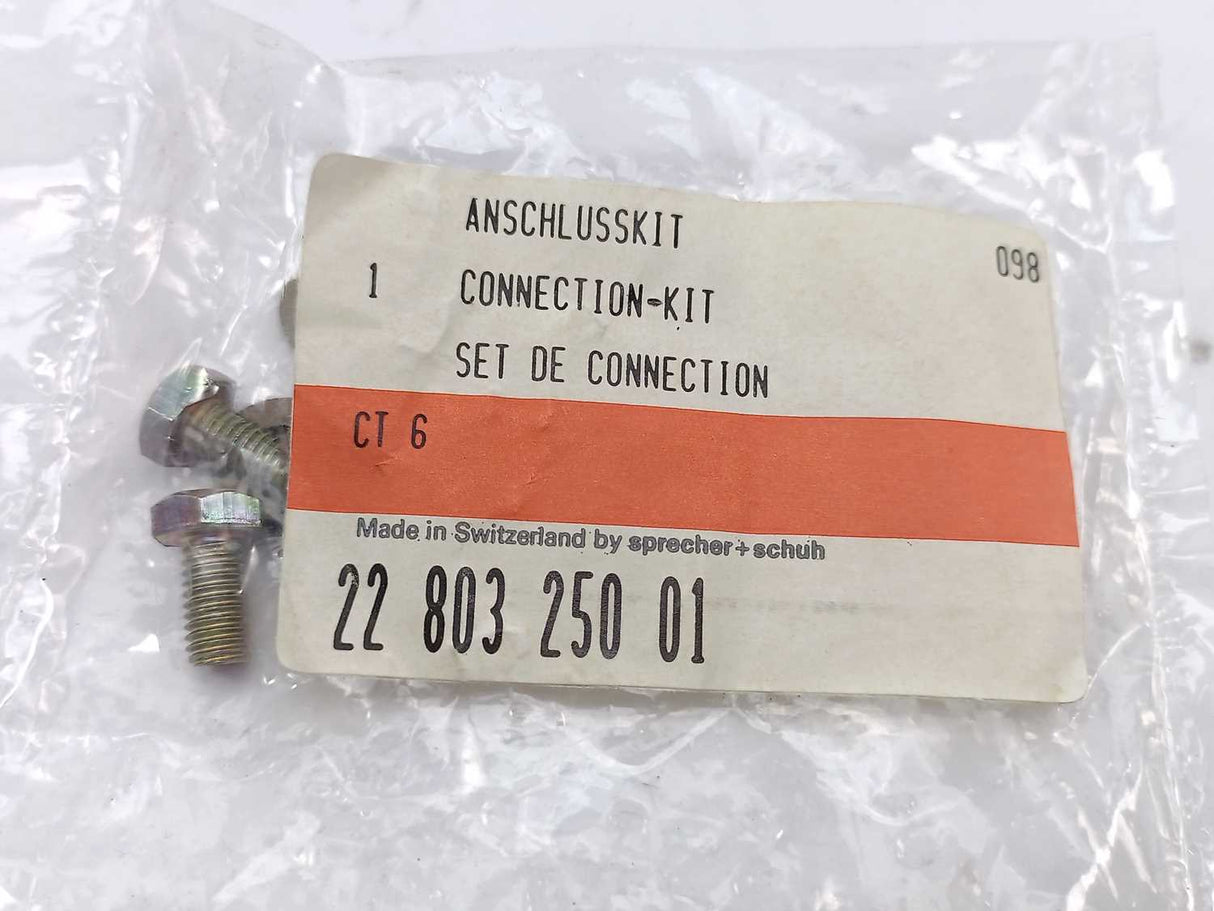 ANSCHLUSSKIT
098
1 CONNECTION-KIT
SET DE CONNECTION
CT 6
Made in Switzerland by sprecher+schuh
22 803 250 01